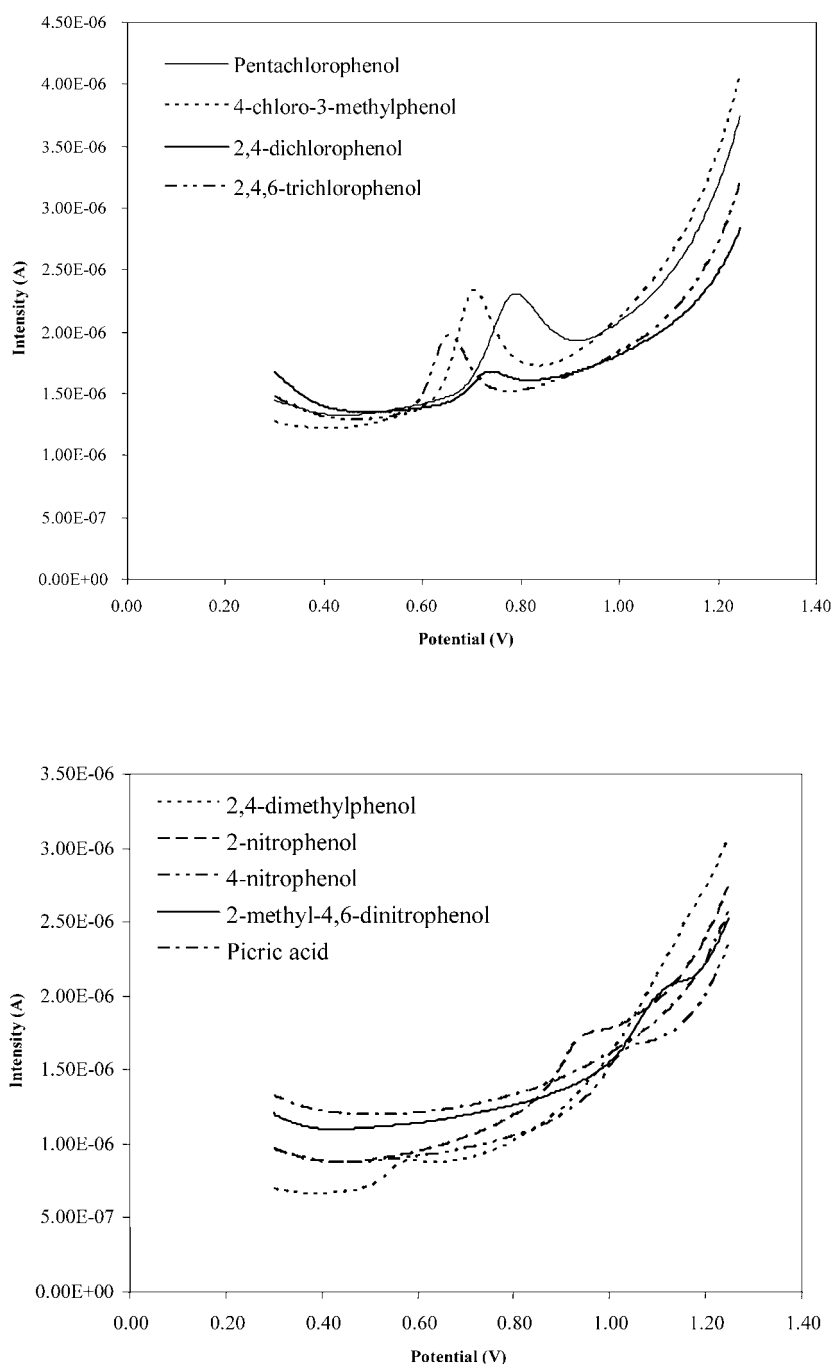 4.50E-06
4.00E-06
3.50E-06
3.00E-06
2.50E-06
2.00E-06
1.50E-06
1.00E-06
5.00E-07
0.00E+00
Intensity (A)
Pentachlorophenol
4-chloro-3-methylphenol
2,4-dichlorophenol
2,4,6-trichlorophenol
0.00 0.20 0.40 0.60 0.80 1.00 1.20 1.40
Potential (V)
3.50E-06
3.00E-06
2.50E-06
2.00E-06
1.50E-06
1.00E-06
5.00E-07
0.00E+00
Intensity (A)
2,4-dimethylphenol
2-nitrophenol
4-nitrophenol
2-methyl-4,6-dinitrophenol
Picric acid
0.00 0.20 0.40 0.60 0.80 1.00 1.20 1.40
Potential (V)